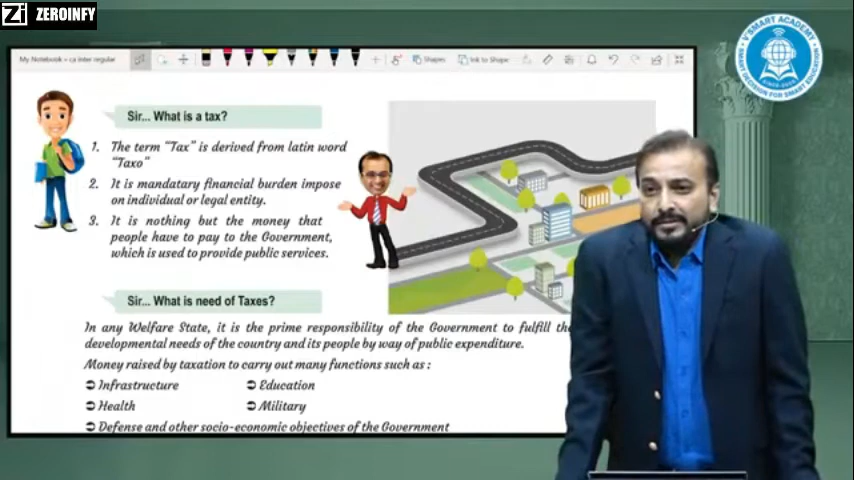 Zi ZEROINFY
My Notebook » ca inter regular
Shapes
Ink to Shape
V'SMART ACADEMY
SMART DECISION FOR SMART EDUCATION
Sir... What is a tax?
1. The term "Tax" is derived from latin word
"Taxo"
2. It is mandatary financial burden impose
on individual or legal entity.
3. It is nothing but the money that
people have to pay to the Government,
which is used to provide public services.
Sir... What is need of Taxes?
In any Welfare State, it is the prime responsibility of the Government to fulfill the
developmental needs of the country and its people by way of public expenditure.
Money raised by taxation to carry out many functions such as :
➲ Infrastructure ➲ Education
➲ Health ➲ Military
➲ Defense and other socio-economic objectives of the Government